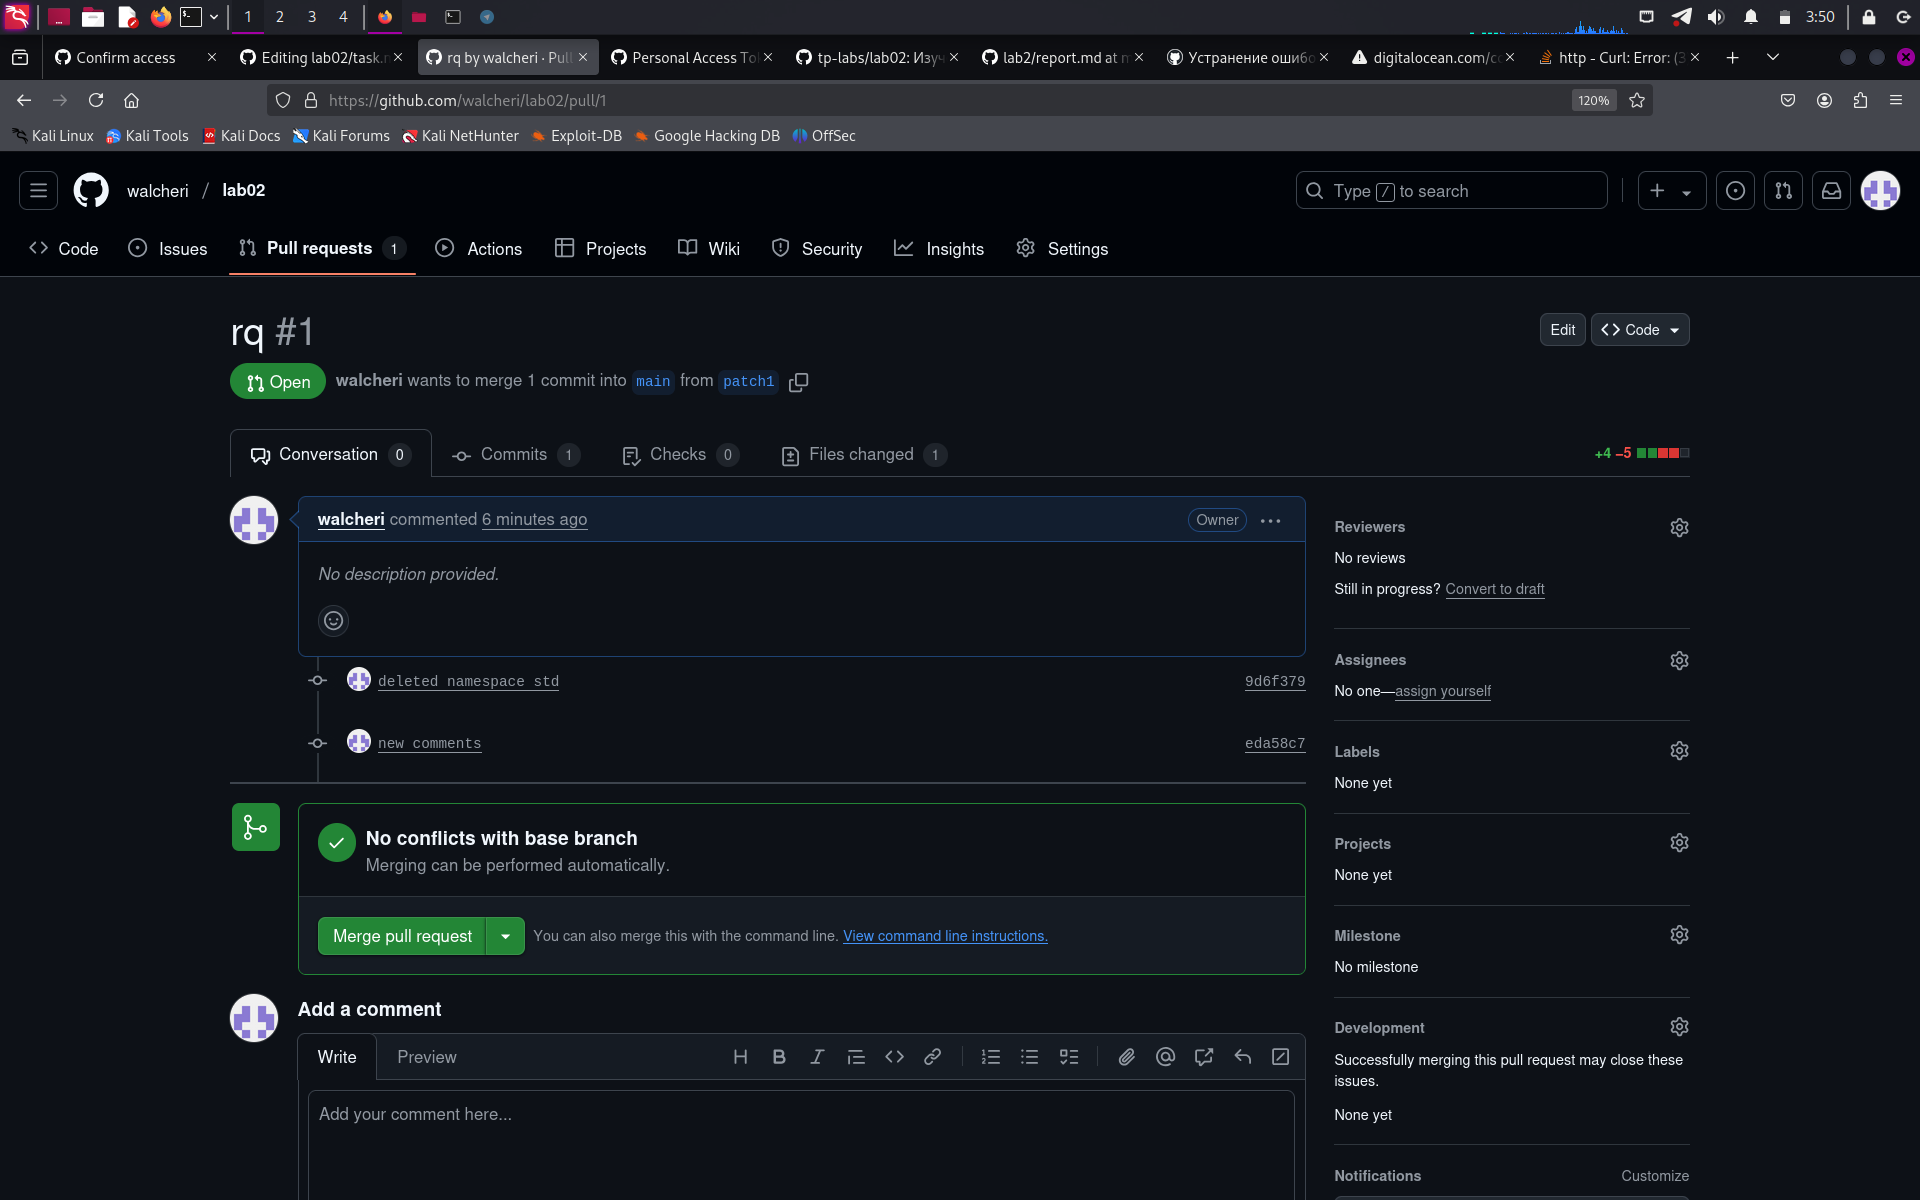 1 2 3 4 3:50
Confirm access Editing lab02/task.n rq by walcheri · Pull Personal Access To tp-labs/lab02: Изуч lab2/report.md at m Устранение ошибо digitalocean.com/co http - Curl: Error: (3
https://github.com/walcheri/lab02/pull/1 120%
Kali Linux Kali Tools Kali Docs Kali Forums Kali NetHunter Exploit-DB Google Hacking DB OffSec
walcheri / lab02 Type / to search
Code Issues Pull requests 1 Actions Projects Wiki Security Insights Settings
rq #1 Edit Code
Open walcheri wants to merge 1 commit into main from patch1
Conversation 0 Commits 1 Checks 0 Files changed 1 +4 −5
walcheri commented 6 minutes ago Owner
No description provided.
deleted namespace std 9d6f379
new comments eda58c7
No conflicts with base branch
Merging can be performed automatically.
Merge pull request You can also merge this with the command line. View command line instructions.
Add a comment
Write Preview
Add your comment here...
Reviewers
No reviews
Still in progress? Convert to draft
Assignees
No one—assign yourself
Labels
None yet
Projects
None yet
Milestone
No milestone
Development
Successfully merging this pull request may close these
issues.
None yet
Notifications Customize